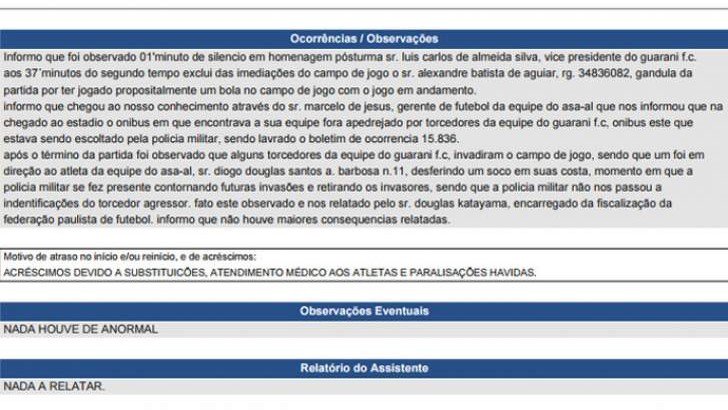 Ocorrências / Observações
Informo que foi observado 01'minuto de silencio em homenagem pósturma sr. luis carlos de almeida silva, vice presidente do guarani f.c.
aos 37´minutos do segundo tempo exclui das imediações do campo de jogo o sr. alexandre batista de aguiar, rg. 34836082, gandula da
partida por ter jogado propositalmente um bola no campo de jogo com o jogo em andamento.
informo que chegou ao nosso conhecimento através do sr. marcelo de jesus, gerente de futebol da equipe do asa-al que nos informou que na
chegado ao estadio o onibus em que encontrava a sua equipe fora apedrejado por torcedores da equipe do guarani f.c, onibus este que
estava sendo escoltado pela policia militar, sendo lavrado o boletim de ocorrencia 15.836.
após o término da partida foi observado que alguns torcedores da equipe do guarani f.c, invadiram o campo de jogo, sendo que um foi em
direção ao atleta da equipe do asa-al, sr. diogo douglas santos a. barbosa n.11, desferindo um soco em suas costa, momento em que a
policia militar se fez presente contornando futuras invasões e retirando os invasores, sendo que a policia militar não nos passou a
indentificações do torcedor agressor. fato este observado e nos relatado pelo sr. douglas katayama, encarregado da fiscalização da
federação paulista de futebol. informo que não houve maiores consequencias relatadas.
Motivo de atraso no início e/ou reinício, e de acréscimos:
ACRÉSCIMOS DEVIDO A SUBSTITUICÕES, ATENDIMENTO MÉDICO AOS ATLETAS E PARALISAÇÕES HAVIDAS.
Observações Eventuais
NADA HOUVE DE ANORMAL
Relatório do Assistente
NADA A RELATAR.